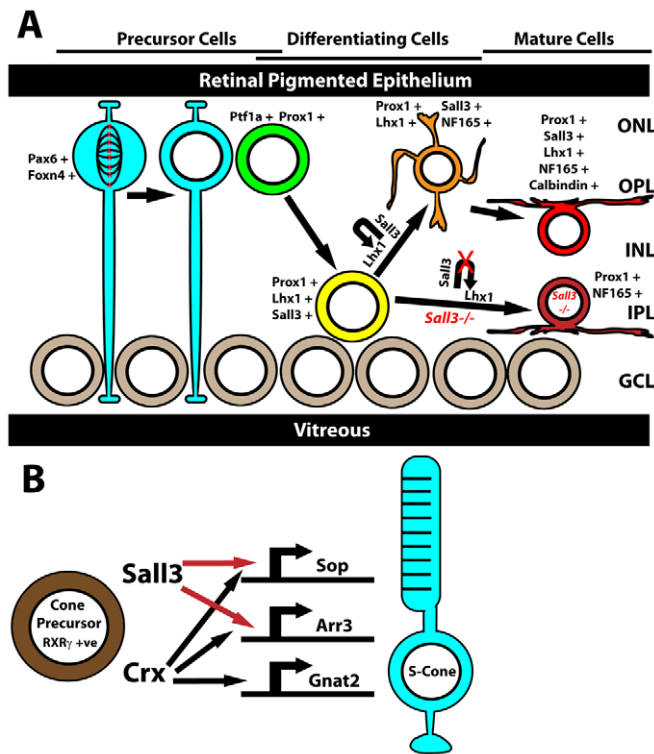 A
Precursor Cells
Differentiating Cells
Mature Cells
Retinal Pigmented Epithelium
Pax6 +
Foxn4 +
Ptf1a + Prox1 +
Prox1 + Sall3 +
Lhx1 + NF165 +
Prox1 +
Sall3 +
Lhx1 +
NF165 +
Calbindin +
ONL
OPL
INL
IPL
GCL
Prox1 +
Lhx1 +
Sall3 +
Sall3
Lhx1
Sall3
X
Lhx1
Sall3-/-
Sall3
-/-
Prox1 +
NF165 +
Vitreous
B
Cone
Precursor
RXRγ +ve
Sall3
Crx
Sop
Arr3
Gnat2
S-Cone